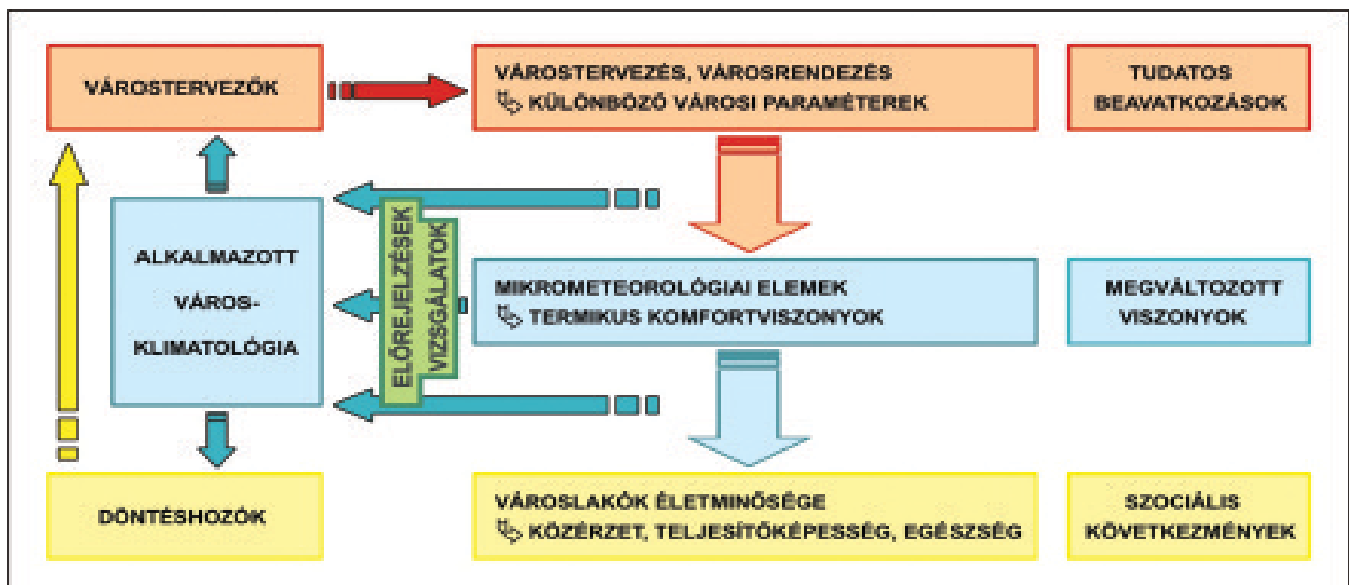 VÁROSTERVEZŐK
VÁROSTERVEZÉS, VÁROSRENDEZÉS
KÜLÖNBÖZŐ VÁROSI PARAMÉTEREK
TUDATOS
BEAVATKOZÁSOK
ALKALMAZOTT
VÁROS-
KLIMATOLÓGIA
ELŐREJELZÉSEK
VIZSGÁLATOK
MIKROMETEOROLÓGIAI ELEMEK
TERMIKUS KOMFORTVISZONYOK
MEGVÁLTOZOTT
VISZONYOK
DÖNTÉSHOZÓK
VÁROSLAKÓK ÉLETMINŐSÉGE
KÖZÉRZET, TELJESÍTŐKÉPESSÉG, EGÉSZSÉG
SZOCIÁLIS
KÖVETKEZMÉNYEK